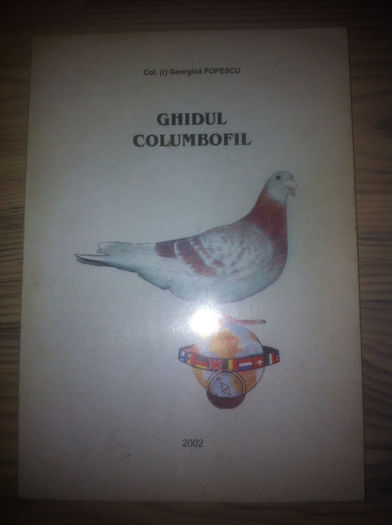 Col. (r) Georgică POPESCU
GHIDUL
COLUMBOFIL
2002